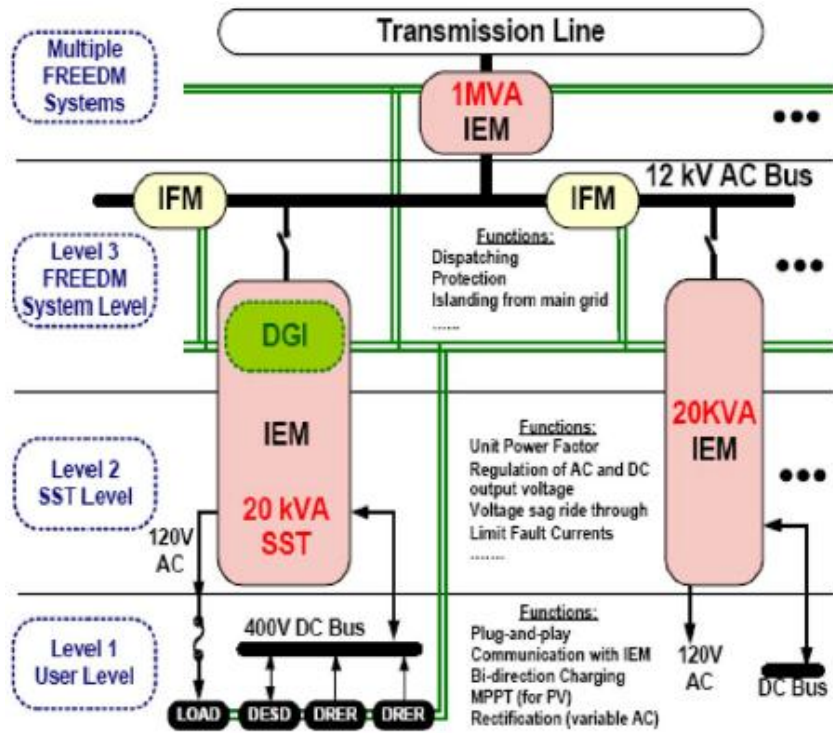 Multiple
FREEDM
Systems
Transmission Line
1MVA
IEM
12 kV AC Bus
IFM
IFM
Level 3
FREEDM
System Level
Functions:
Dispatching
Protection
Islanding from main grid
......
DGI
IEM
20 kVA
SST
Level 2
SST Level
Functions:
Unit Power Factor
Regulation of AC and DC
output voltage
Voltage sag ride through
Limit Fault Currents
.......
20KVA
IEM
120V
AC
Level 1
User Level
400V DC Bus
Functions:
Plug-and-play
Communication with IEM
Bi-direction Charging
MPPT (for PV)
Rectification (variable AC)
120V
AC
DC Bus
LOAD
DESD
DRER
DRER